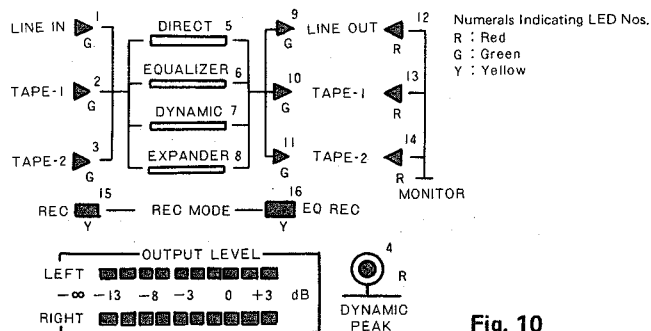 1 5 9 12
LINE IN DIRECT LINE OUT Numerals Indicating LED Nos.
G G R R : Red
G : Green
2 EQUALIZER 6 10 13 Y : Yellow
TAPE-1 G G TAPE-1 R
DYNAMIC 7
3 11 14
TAPE-2 EXPANDER 8 TAPE-2
G G R
15 16 MONITOR
REC REC MODE EQ REC
Y Y
OUTPUT LEVEL 4
LEFT R
-∞ -13 -8 -3 0 +3 dB
RIGHT DYNAMIC
PEAK Fig. 10